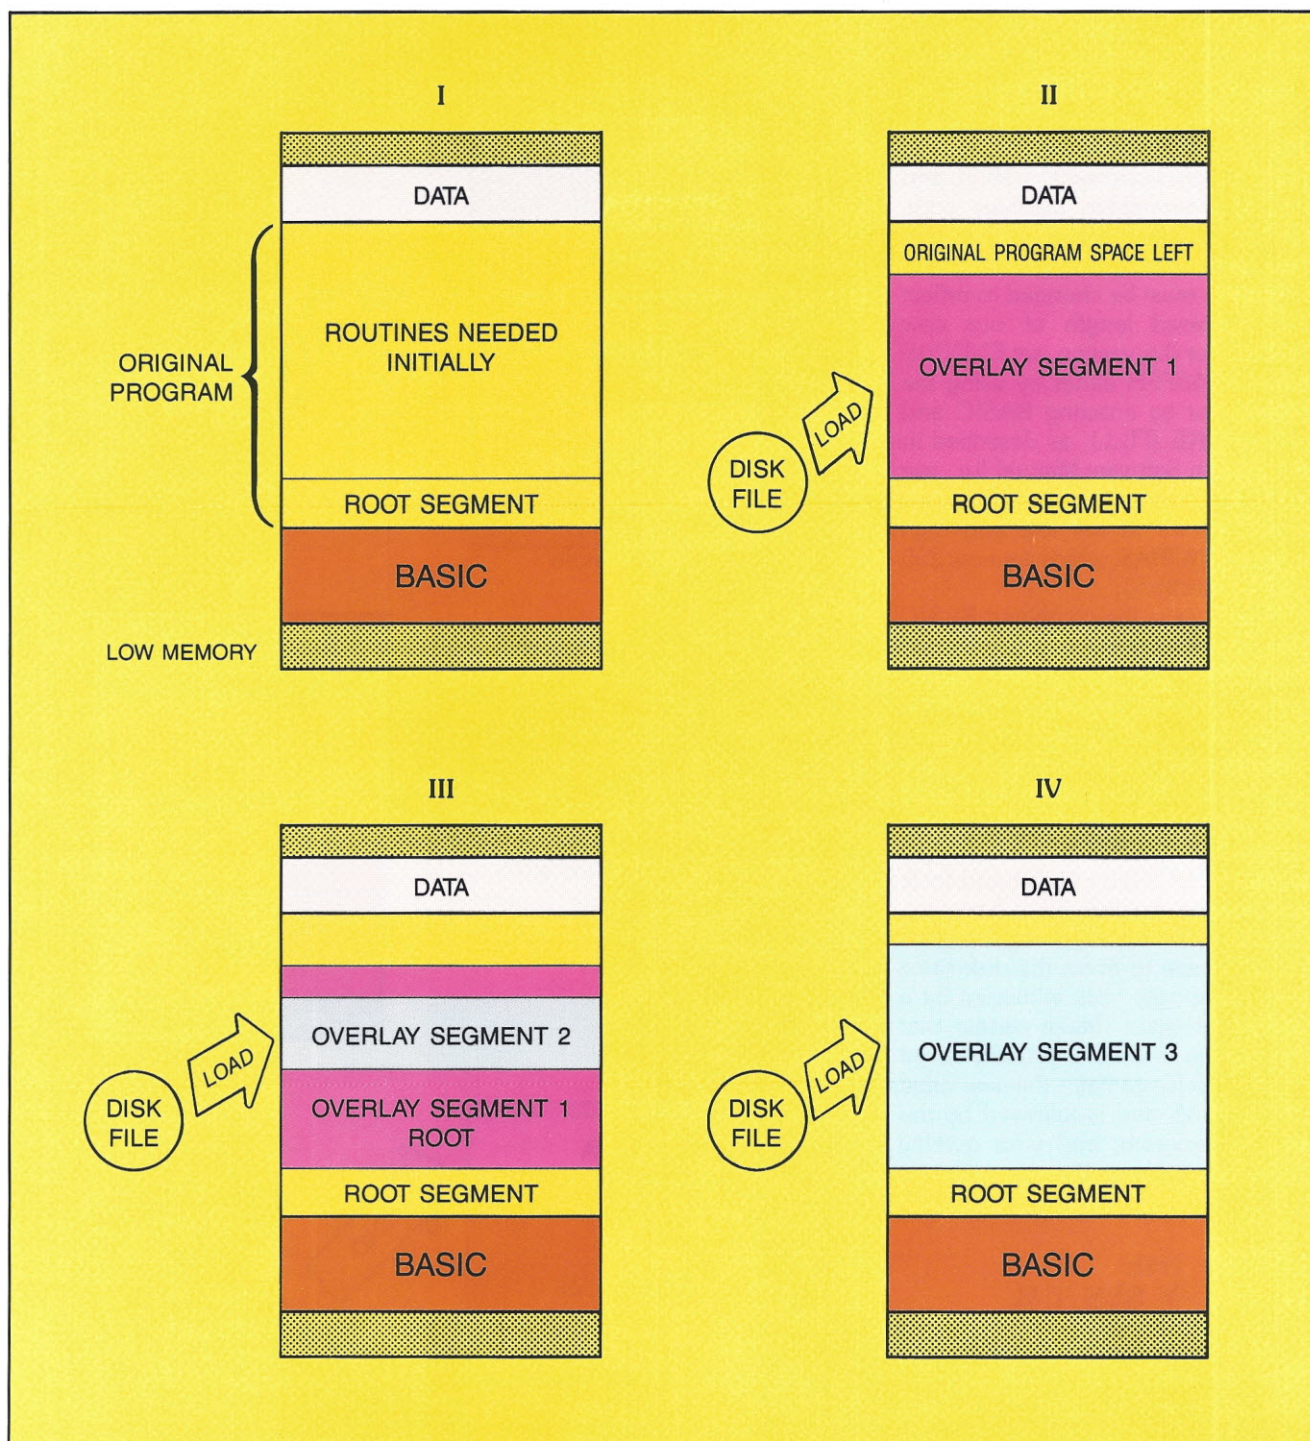 I
DATA
ROUTINES NEEDED
INITIALLY
ORIGINAL
PROGRAM
ROOT SEGMENT
BASIC
LOW MEMORY
II
DATA
ORIGINAL PROGRAM SPACE LEFT
OVERLAY SEGMENT 1
LOAD
DISK
FILE
ROOT SEGMENT
BASIC
III
DATA
OVERLAY SEGMENT 2
LOAD
DISK
FILE
OVERLAY SEGMENT 1
ROOT
ROOT SEGMENT
BASIC
IV
DATA
OVERLAY SEGMENT 3
LOAD
DISK
FILE
ROOT SEGMENT
BASIC